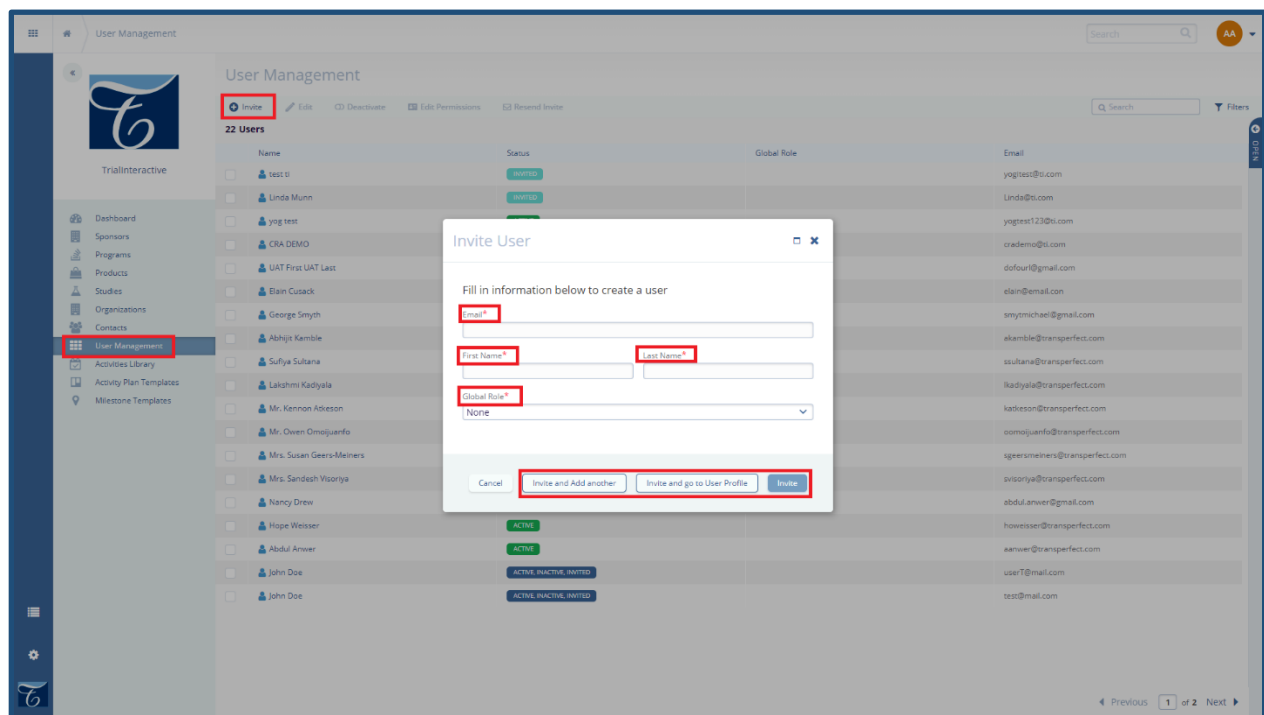 User Management
Search
AA
User Management
Invite Edit Deactivate Edit Permissions Resend Invite
Search Filters
22 Users
OPEN
TrialInteractive
Dashboard
Sponsors
Programs
Products
Studies
Organizations
Contacts
User Management
Activities Library
Activity Plan Templates
Milestone Templates
Name Status Global Role Email
test ti INVITED yogitest@ti.com
Linda Munn INVITED Linda@ti.com
yog test yogtest123@ti.com
CRA DEMO crademo@ti.com
UAT First UAT Last dofourl@gmail.com
Elain Cusack elain@email.con
George Smyth smytmichael@gmail.com
Abhijit Kamble akamble@transperfect.com
Sufiya Sultana ssultana@transperfect.com
Lakshmi Kadiyala lkadiyala@transperfect.com
Mr. Kennon Atkeson katkeson@transperfect.com
Mr. Owen Omoijuanfo oomoijuanfo@transperfect.com
Mrs. Susan Geers-Meiners sgeersmeiners@transperfect.com
Mrs. Sandesh Visoriya svisoriya@transperfect.com
Nancy Drew abdul.anwer@gmail.com
Hope Weisser ACTIVE howeisser@transperfect.com
Abdul Anwer ACTIVE aanwer@transperfect.com
John Doe ACTIVE, INACTIVE, INVITED userT@mail.com
John Doe ACTIVE, INACTIVE, INVITED test@mail.com
Invite User
Fill in information below to create a user
Email*
First Name* Last Name*
Global Role*
None
Cancel Invite and Add another Invite and go to User Profile Invite
Previous 1 of 2 Next